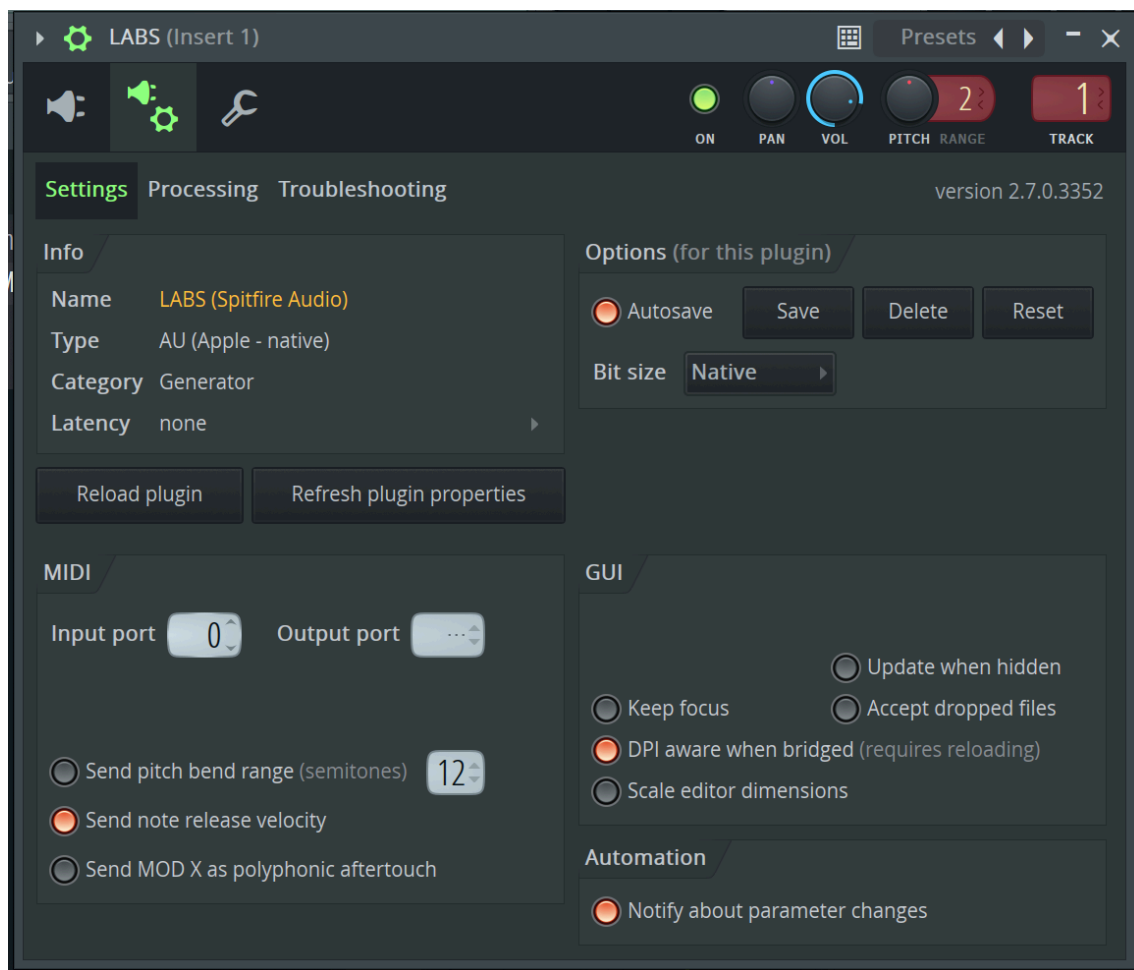 LABS (Insert 1)
Presets
2
1
ON
PAN
VOL
PITCH RANGE
TRACK
Settings
Processing
Troubleshooting
version 2.7.0.3352
Info
Name LABS (Spitfire Audio)
Type AU (Apple - native)
Category Generator
Latency none
Reload plugin
Refresh plugin properties
Options (for this plugin)
Autosave
Save
Delete
Reset
Bit size Native
MIDI
Input port 0
Output port ...
Send pitch bend range (semitones) 12
Send note release velocity
Send MOD X as polyphonic aftertouch
GUI
Update when hidden
Keep focus
Accept dropped files
DPI aware when bridged (requires reloading)
Scale editor dimensions
Automation
Notify about parameter changes